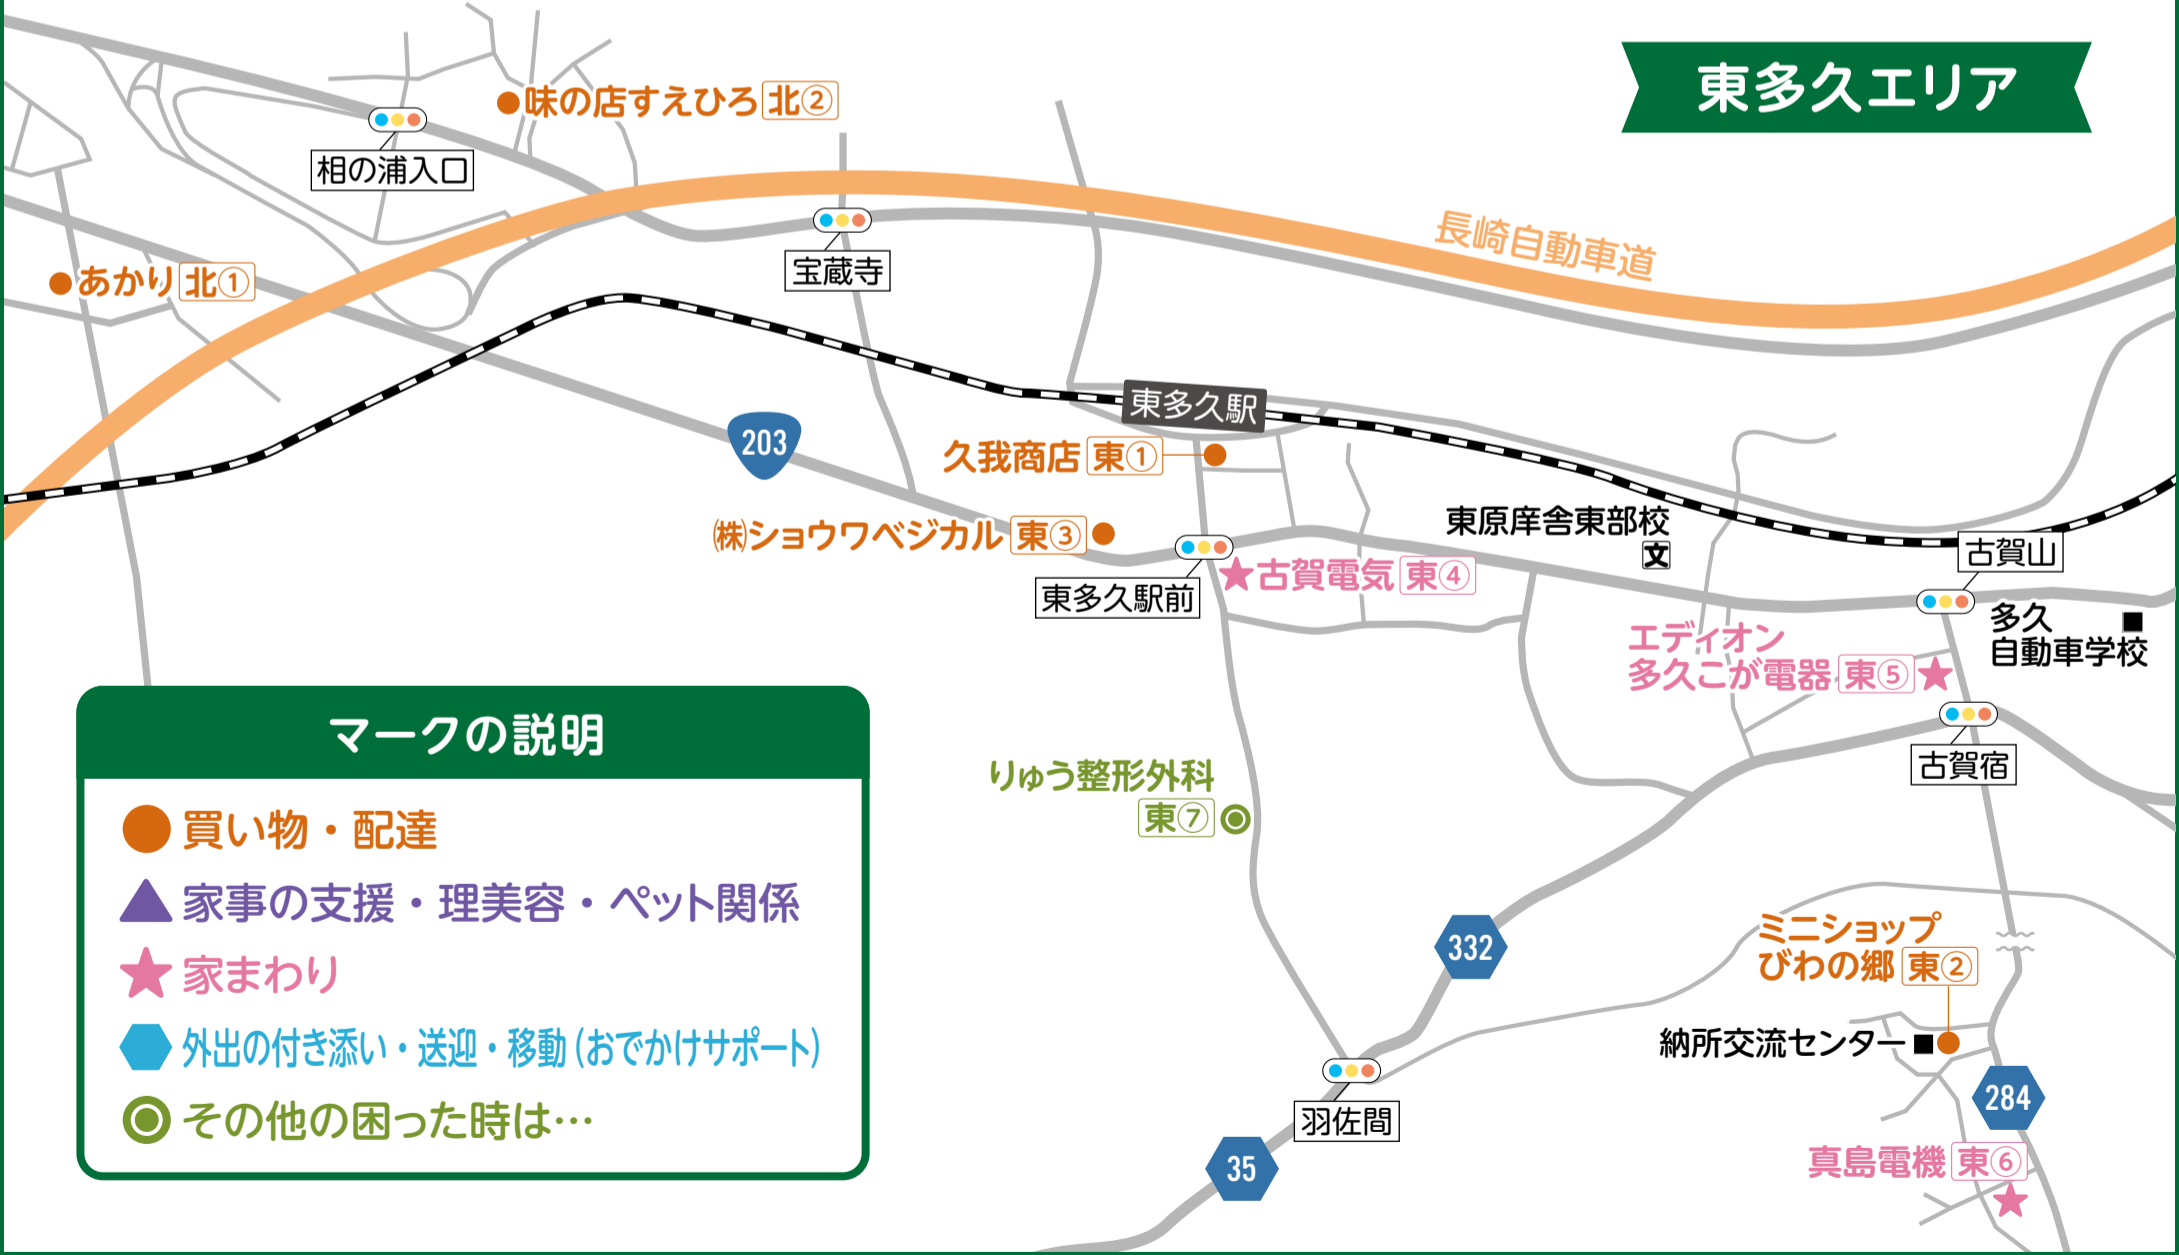 東多久エリア
味の店すえひろ 北②
相の浦入口
長崎自動車道
宝蔵寺
あかり 北①
東多久駅
203
久我商店 東①
㈱ショウワベジカル 東③
東原庠舎東部校
文
古賀山
古賀電気 東④
東多久駅前
多久
自動車学校
エディオン
多久こが電器 東⑤
古賀宿
りゅう整形外科
東⑦
332
ミニショップ
びわの郷 東②
納所交流センター
284
羽佐間
35
真島電機 東⑥
マークの説明
買い物・配達
家事の支援・理美容・ペット関係
家まわり
外出の付き添い・送迎・移動(おでかけサポート)
その他の困った時は…